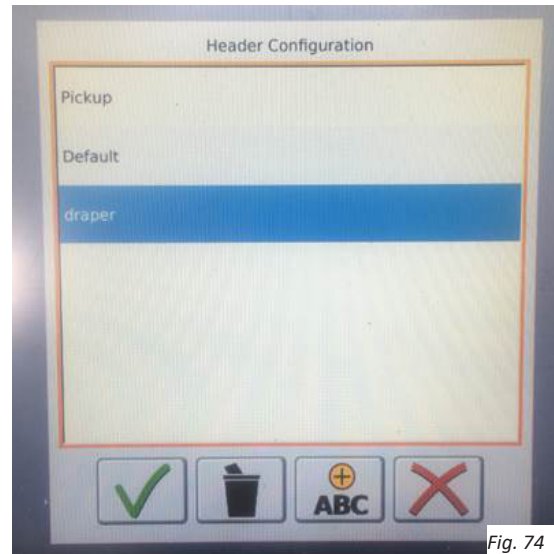 Header Configuration
Pickup
Default
draper
ABC
Fig. 74